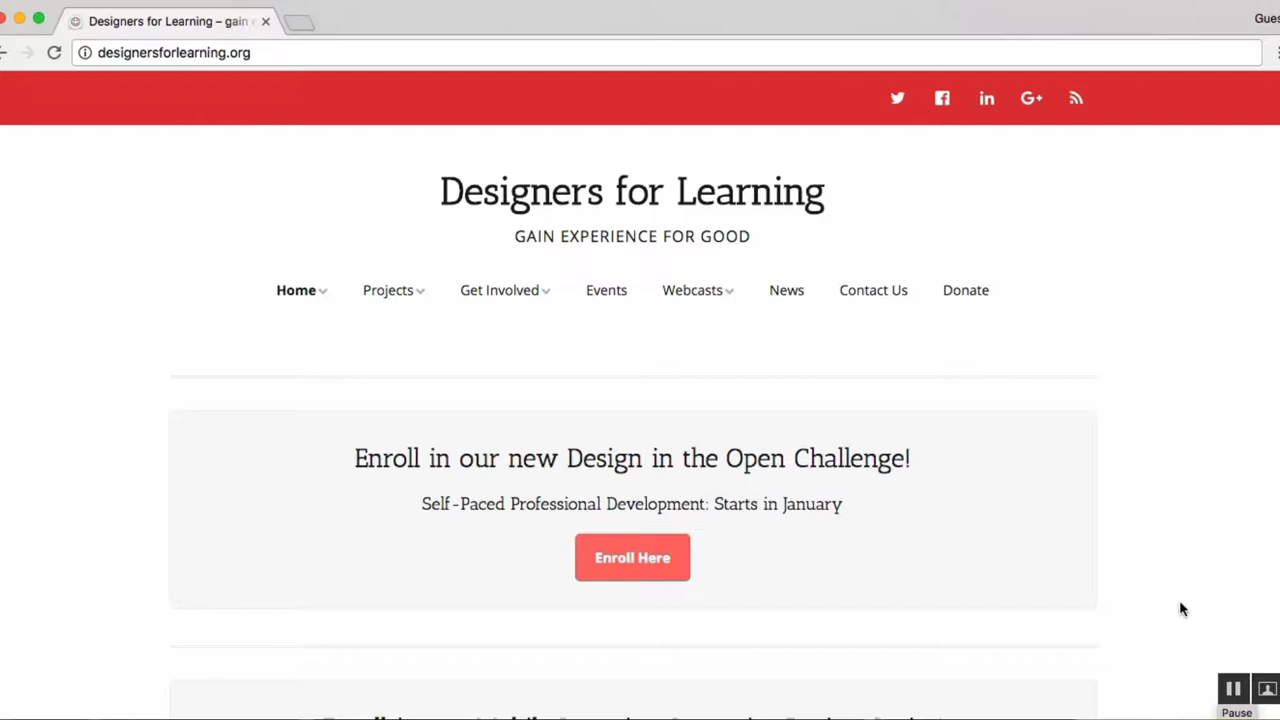 Designers for Learning – gain
Gues
designersforlearning.org
Designers for Learning
GAIN EXPERIENCE FOR GOOD
Home Projects Get Involved Events Webcasts News Contact Us Donate
Enroll in our new Design in the Open Challenge!
Self-Paced Professional Development: Starts in January
Enroll Here
Pause